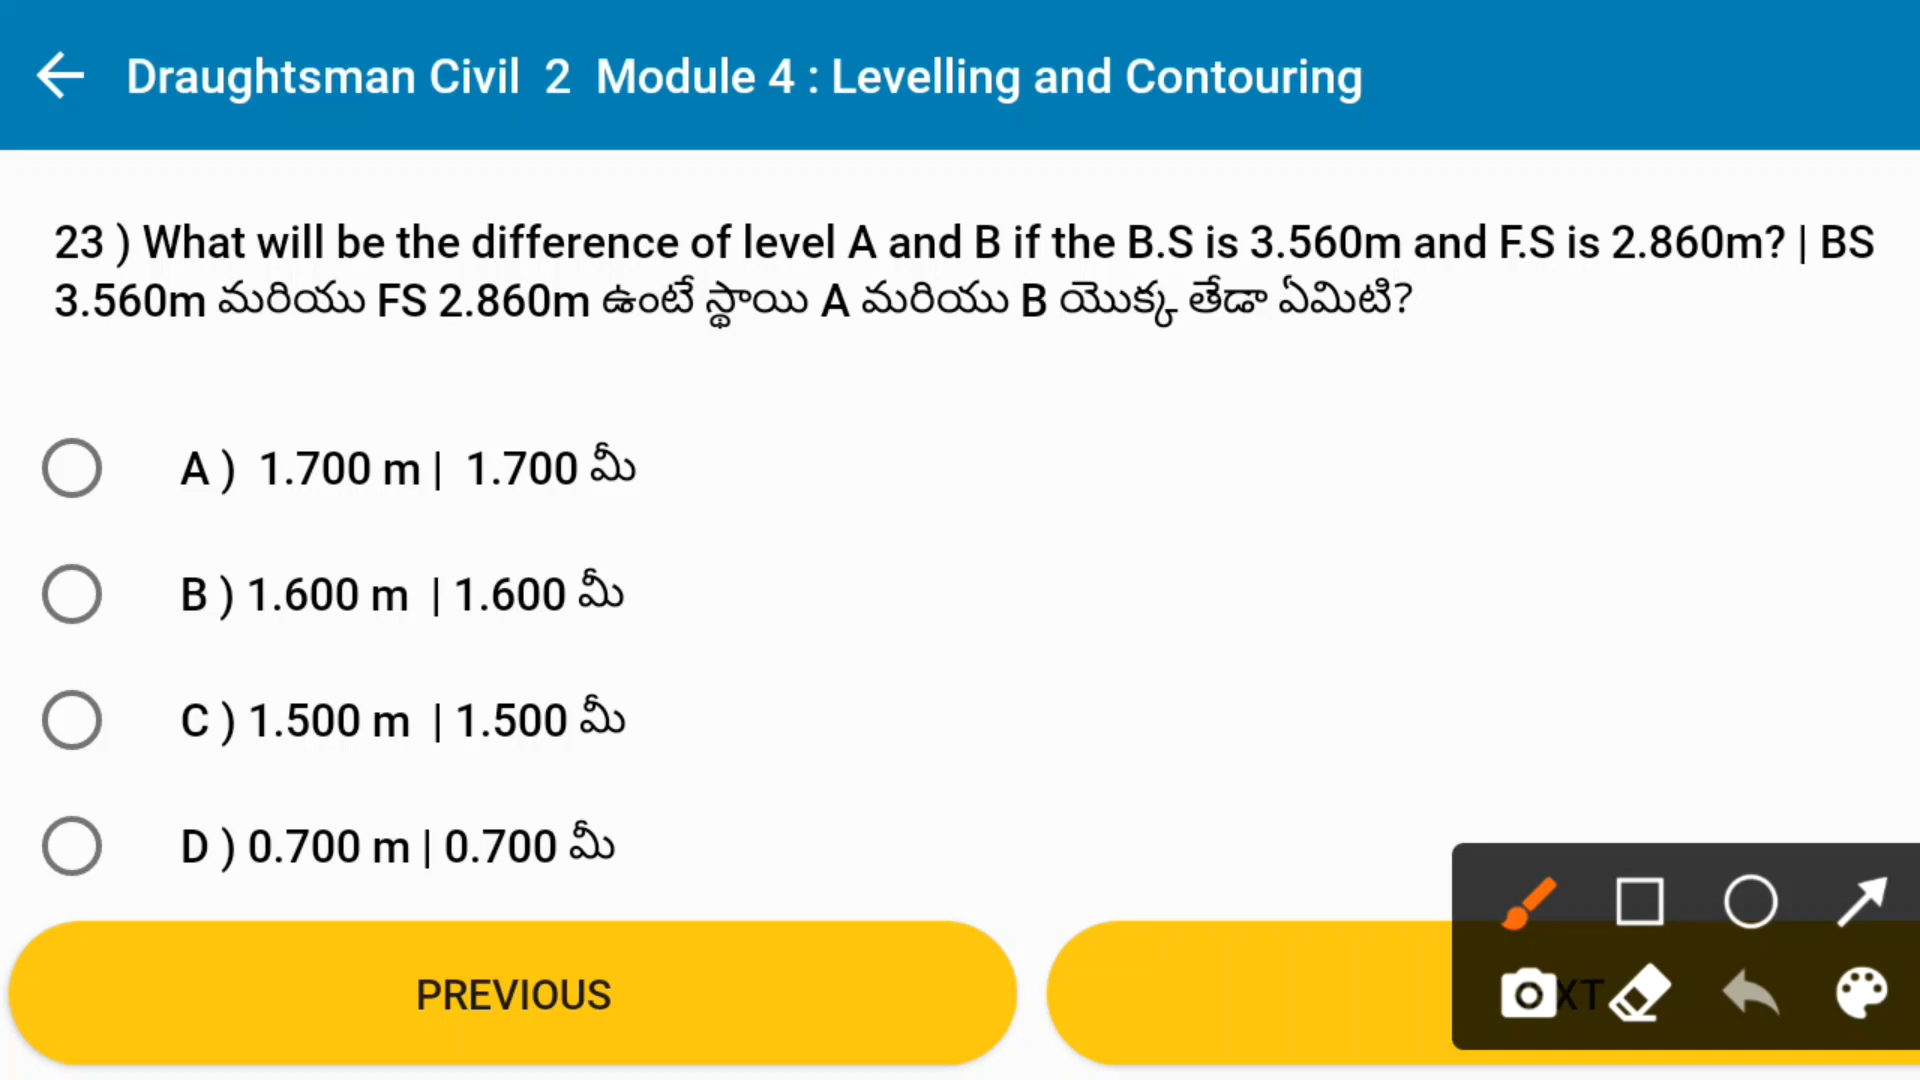 Draughtsman Civil 2 Module 4 : Levelling and Contouring
23 ) What will be the difference of level A and B if the B.S is 3.560m and F.S is 2.860m? | BS
3.560m మరియు FS 2.860m ఉంటే స్థాయి A మరియు B యొక్క తేడా ఏమిటి?
A ) 1.700 m | 1.700 మీ
B ) 1.600 m | 1.600 మీ
C ) 1.500 m | 1.500 మీ
D ) 0.700 m | 0.700 మీ
PREVIOUS
XT